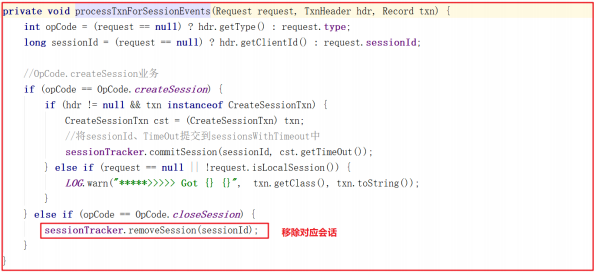 private void processTxnForSessionEvents(Request request, TxnHeader hdr, Record txn) {
int opCode = (request == null) ? hdr.getType() : request.type;
long sessionId = (request == null) ? hdr.getClientId() : request.sessionId;
//OpCode.createSession业务
if (opCode == OpCode.createSession) {
if (hdr != null && txn instanceof CreateSessionTxn) {
CreateSessionTxn cst = (CreateSessionTxn) txn;
//将sessionId、TimeOut提交到sessionsWithTimeout中
sessionTracker.commitSession(sessionId, cst.getTimeOut());
} else if (request == null || !request.isLocalSession()) {
LOG.warn("*****>>>>> Got {} {}", txn.getClass(), txn.toString());
}
} else if (opCode == OpCode.closeSession) {
sessionTracker.removeSession(sessionId); 移除对应会话
}
}